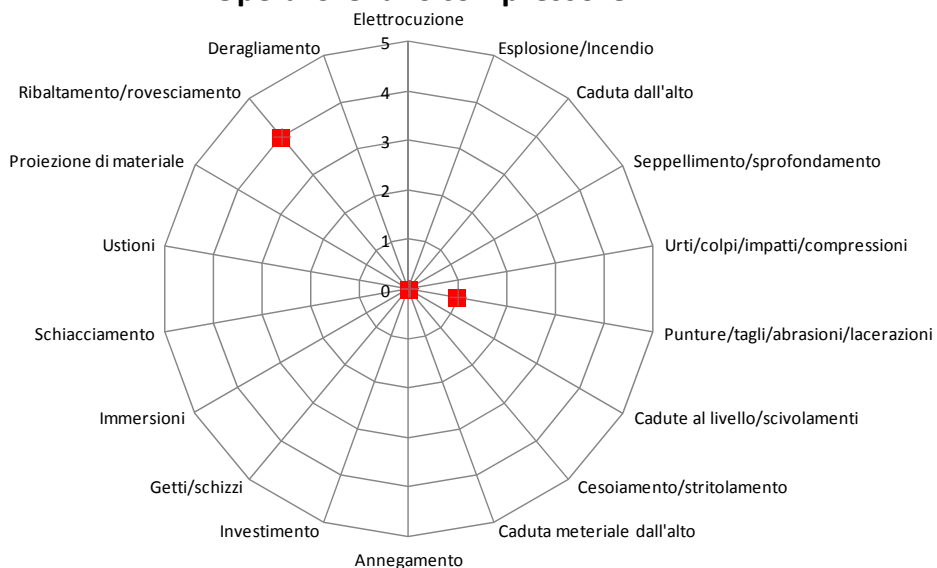 Elettrocuzione
Esplosione/Incendio
Caduta dall'alto
Seppellimento/sprofondamento
Urti/colpi/impatti/compressioni
Punture/tagli/abrasioni/lacerazioni
Cadute al livello/scivolamenti
Cesoiamento/stritolamento
Caduta meteriale dall'alto
Annegamento
Investimento
Getti/schizzi
Immersioni
Schiacciamento
Ustioni
Proiezione di materiale
Ribaltamento/rovesciamento
Deragliamento
5
4
3
2
1
0